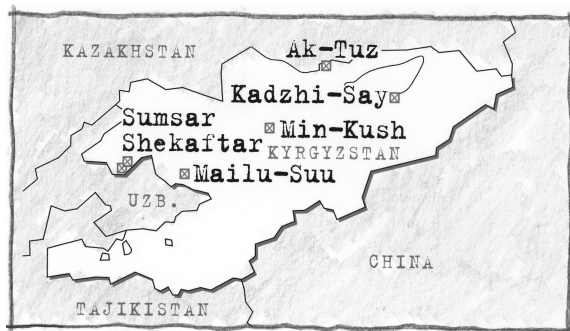 KAZAKHSTAN
Ak-Tuz
Kadzhi-Say
Sumsar
Shekaftar
Min-Kush
KYRGYZSTAN
Mailu-Suu
UZB.
CHINA
TAJIKISTAN